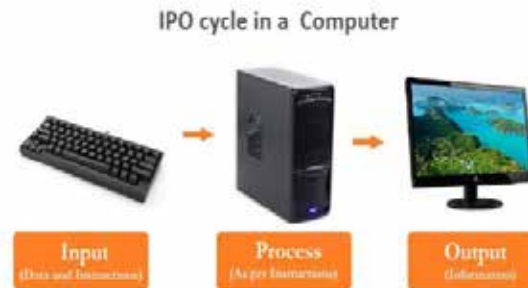 IPO cycle in a Computer
Input
(Data and Instructions)
Process
(As per Instructions)
Output
(Information)